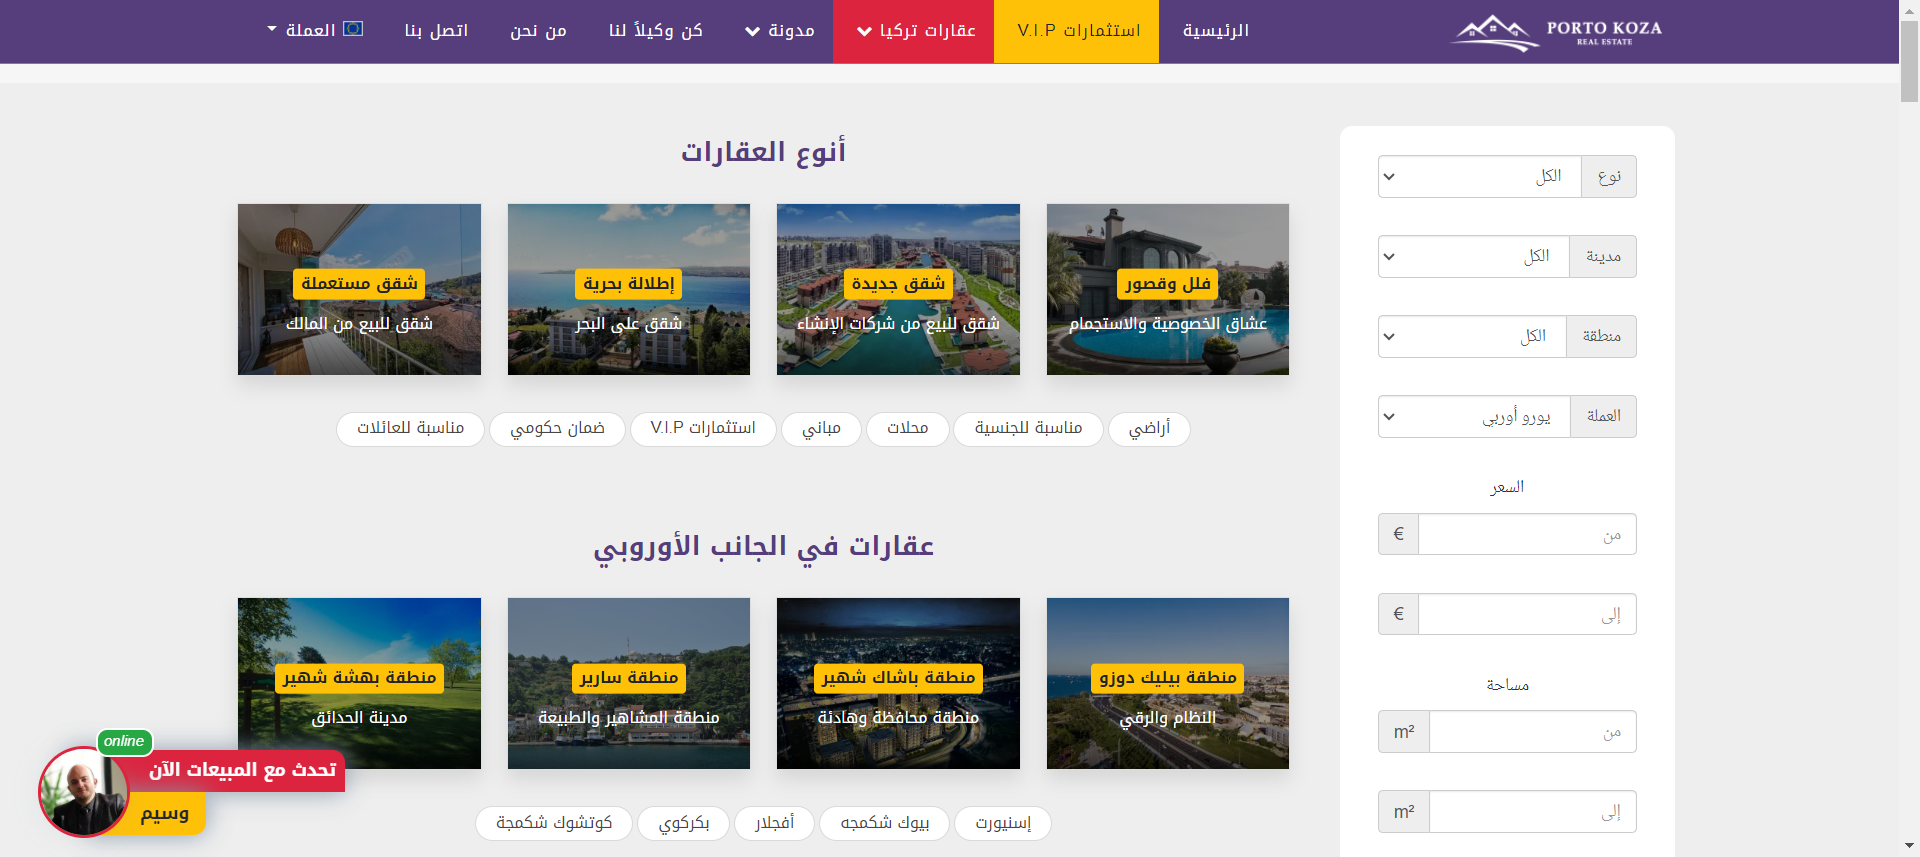 PORTO KOZA
REAL ESTATE
الرئيسية
استثمارات V.I.P
عقارات تركيا
مدونة
كن وكيلاً لنا
من نحن
اتصل بنا
العملة
نوع
الكل
مدينة
الكل
منطقة
الكل
العملة
يورو أوربي
السعر
من
€
إلى
€
مساحة
من
m²
إلى
m²
أنوع العقارات
فلل وقصور
عشاق الخصوصية والاستجمام
شقق جديدة
شقق للبيع من شركات الإنشاء
إطلالة بحرية
شقق على البحر
شقق مستعملة
شقق للبيع من المالك
أراضي
مناسبة للجنسية
محلات
مباني
استثمارات V.I.P
ضمان حكومي
مناسبة للعائلات
عقارات في الجانب الأوروبي
منطقة بيليك دوزو
النظام والرقي
منطقة باشاك شهير
منطقة محافظة وهادئة
منطقة سارير
منطقة المشاهير والطبيعة
منطقة بهشة شهير
مدينة الحدائق
إسنيورت
بيوك شكمجه
أفجلار
بكركوي
كوتشوك شكمجة
online
تحدث مع المبيعات الآن
وسيم